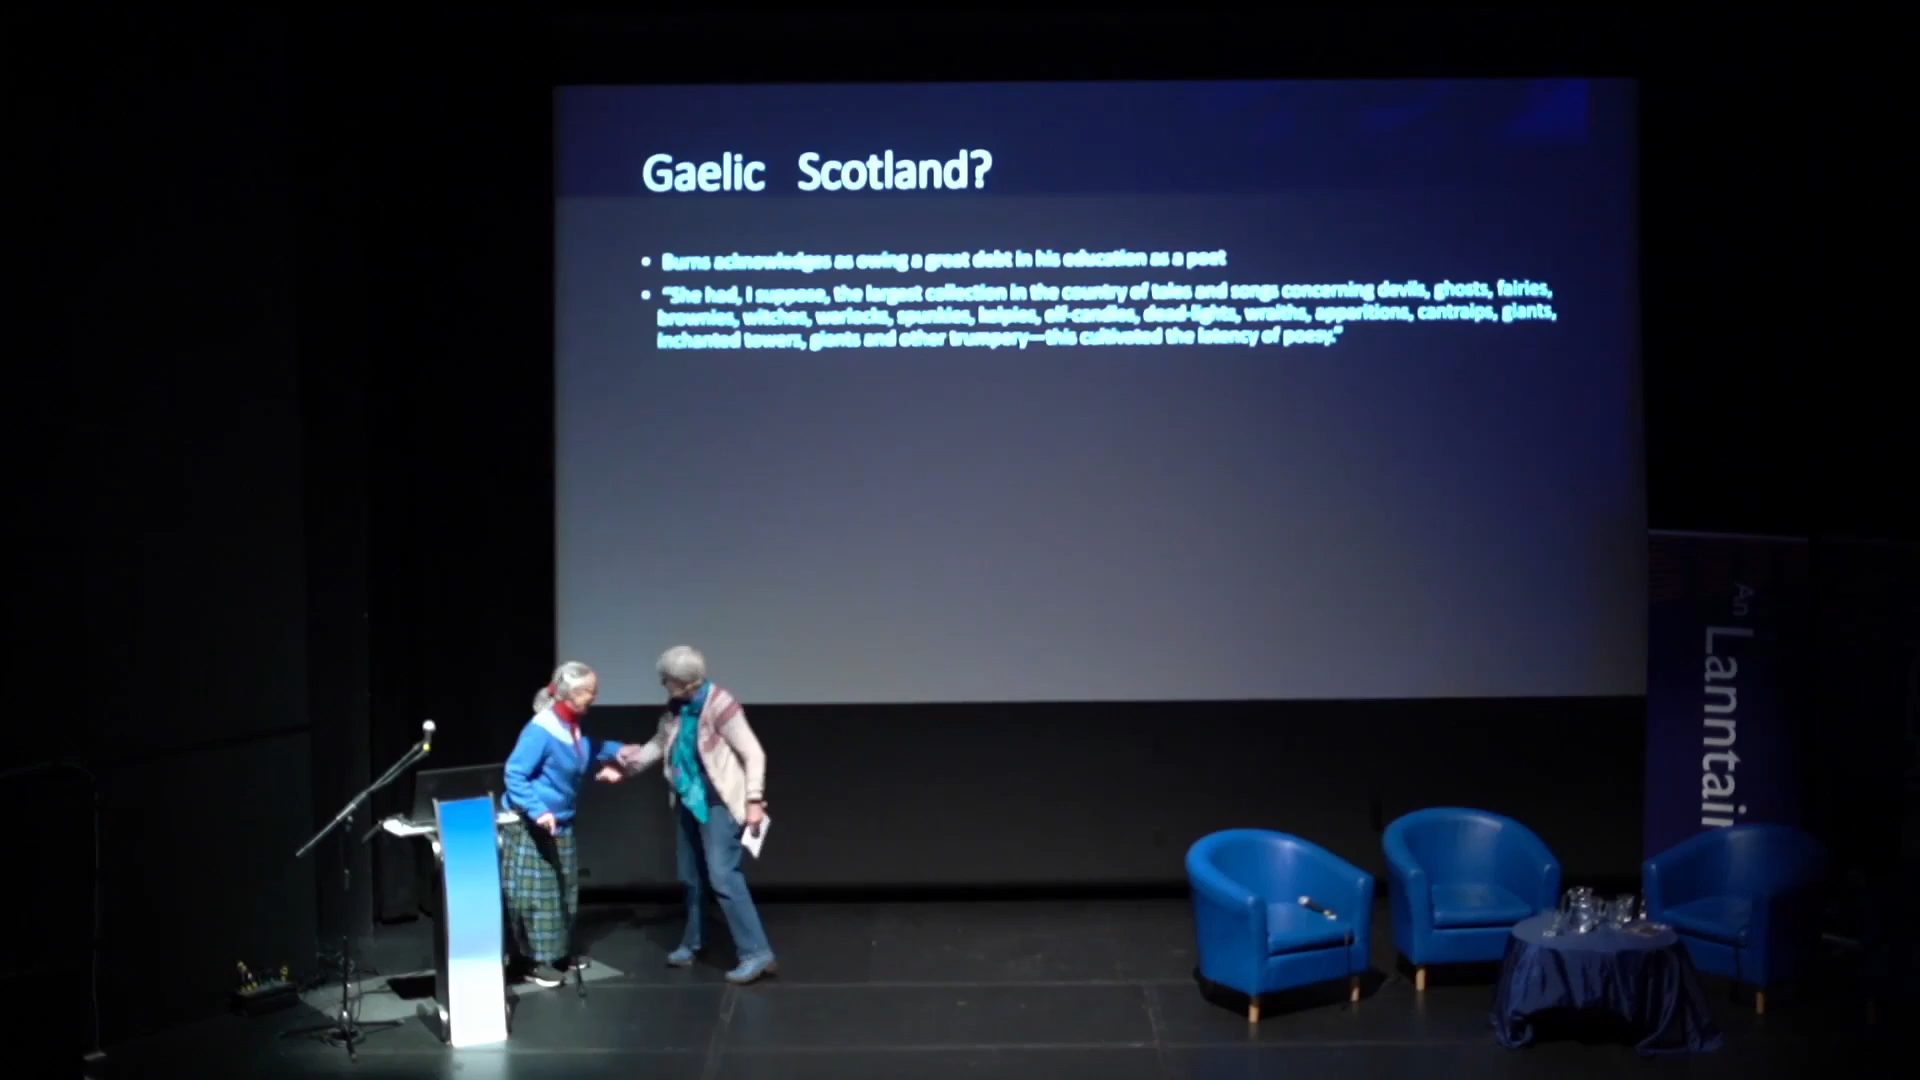 Gaelic Scotland?
• Burns acknowledges as owing a great debt in his education as a poet
• "She had, I suppose, the largest collection in the country of tales and songs concerning devils, ghosts, fairies,
brownies, witches, warlocks, spunkies, kelpies, elf-candles, dead-lights, wraiths, apparitions, cantraips, giants,
inchanted towers, giants and other trumpery—this cultivated the latency of poesy."
An
Lanntair